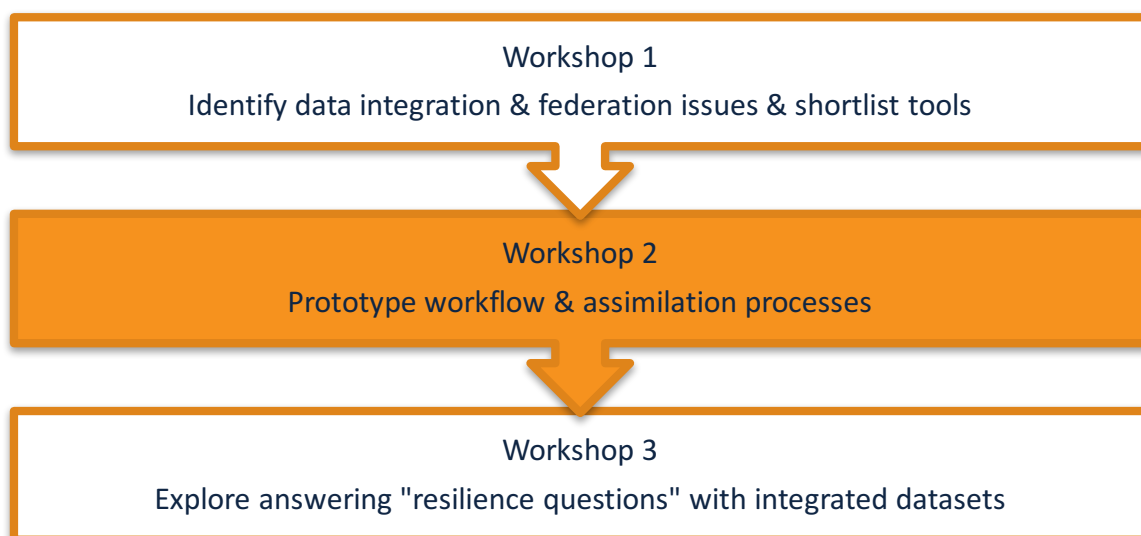 Workshop 1
Identify data integration & federation issues & shortlist tools
Workshop 2
Prototype workflow & assimilation processes
Workshop 3
Explore answering "resilience questions" with integrated datasets